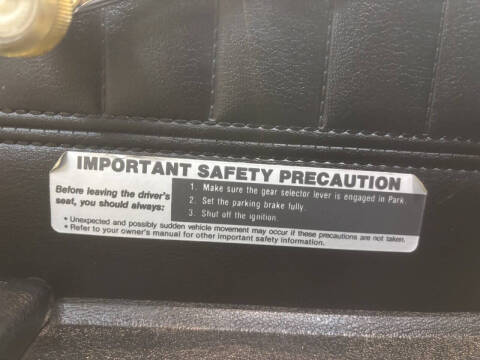 IMPORTANT SAFETY PRECAUTION
Before leaving the driver's
seat, you should always:
1. Make sure the gear selector lever is engaged in Park.
2. Set the parking brake fully.
3. Shut off the ignition.
• Unexpected and possibly sudden vehicle movement may occur if these precautions are not taken.
• Refer to your owner's manual for other important safety information.